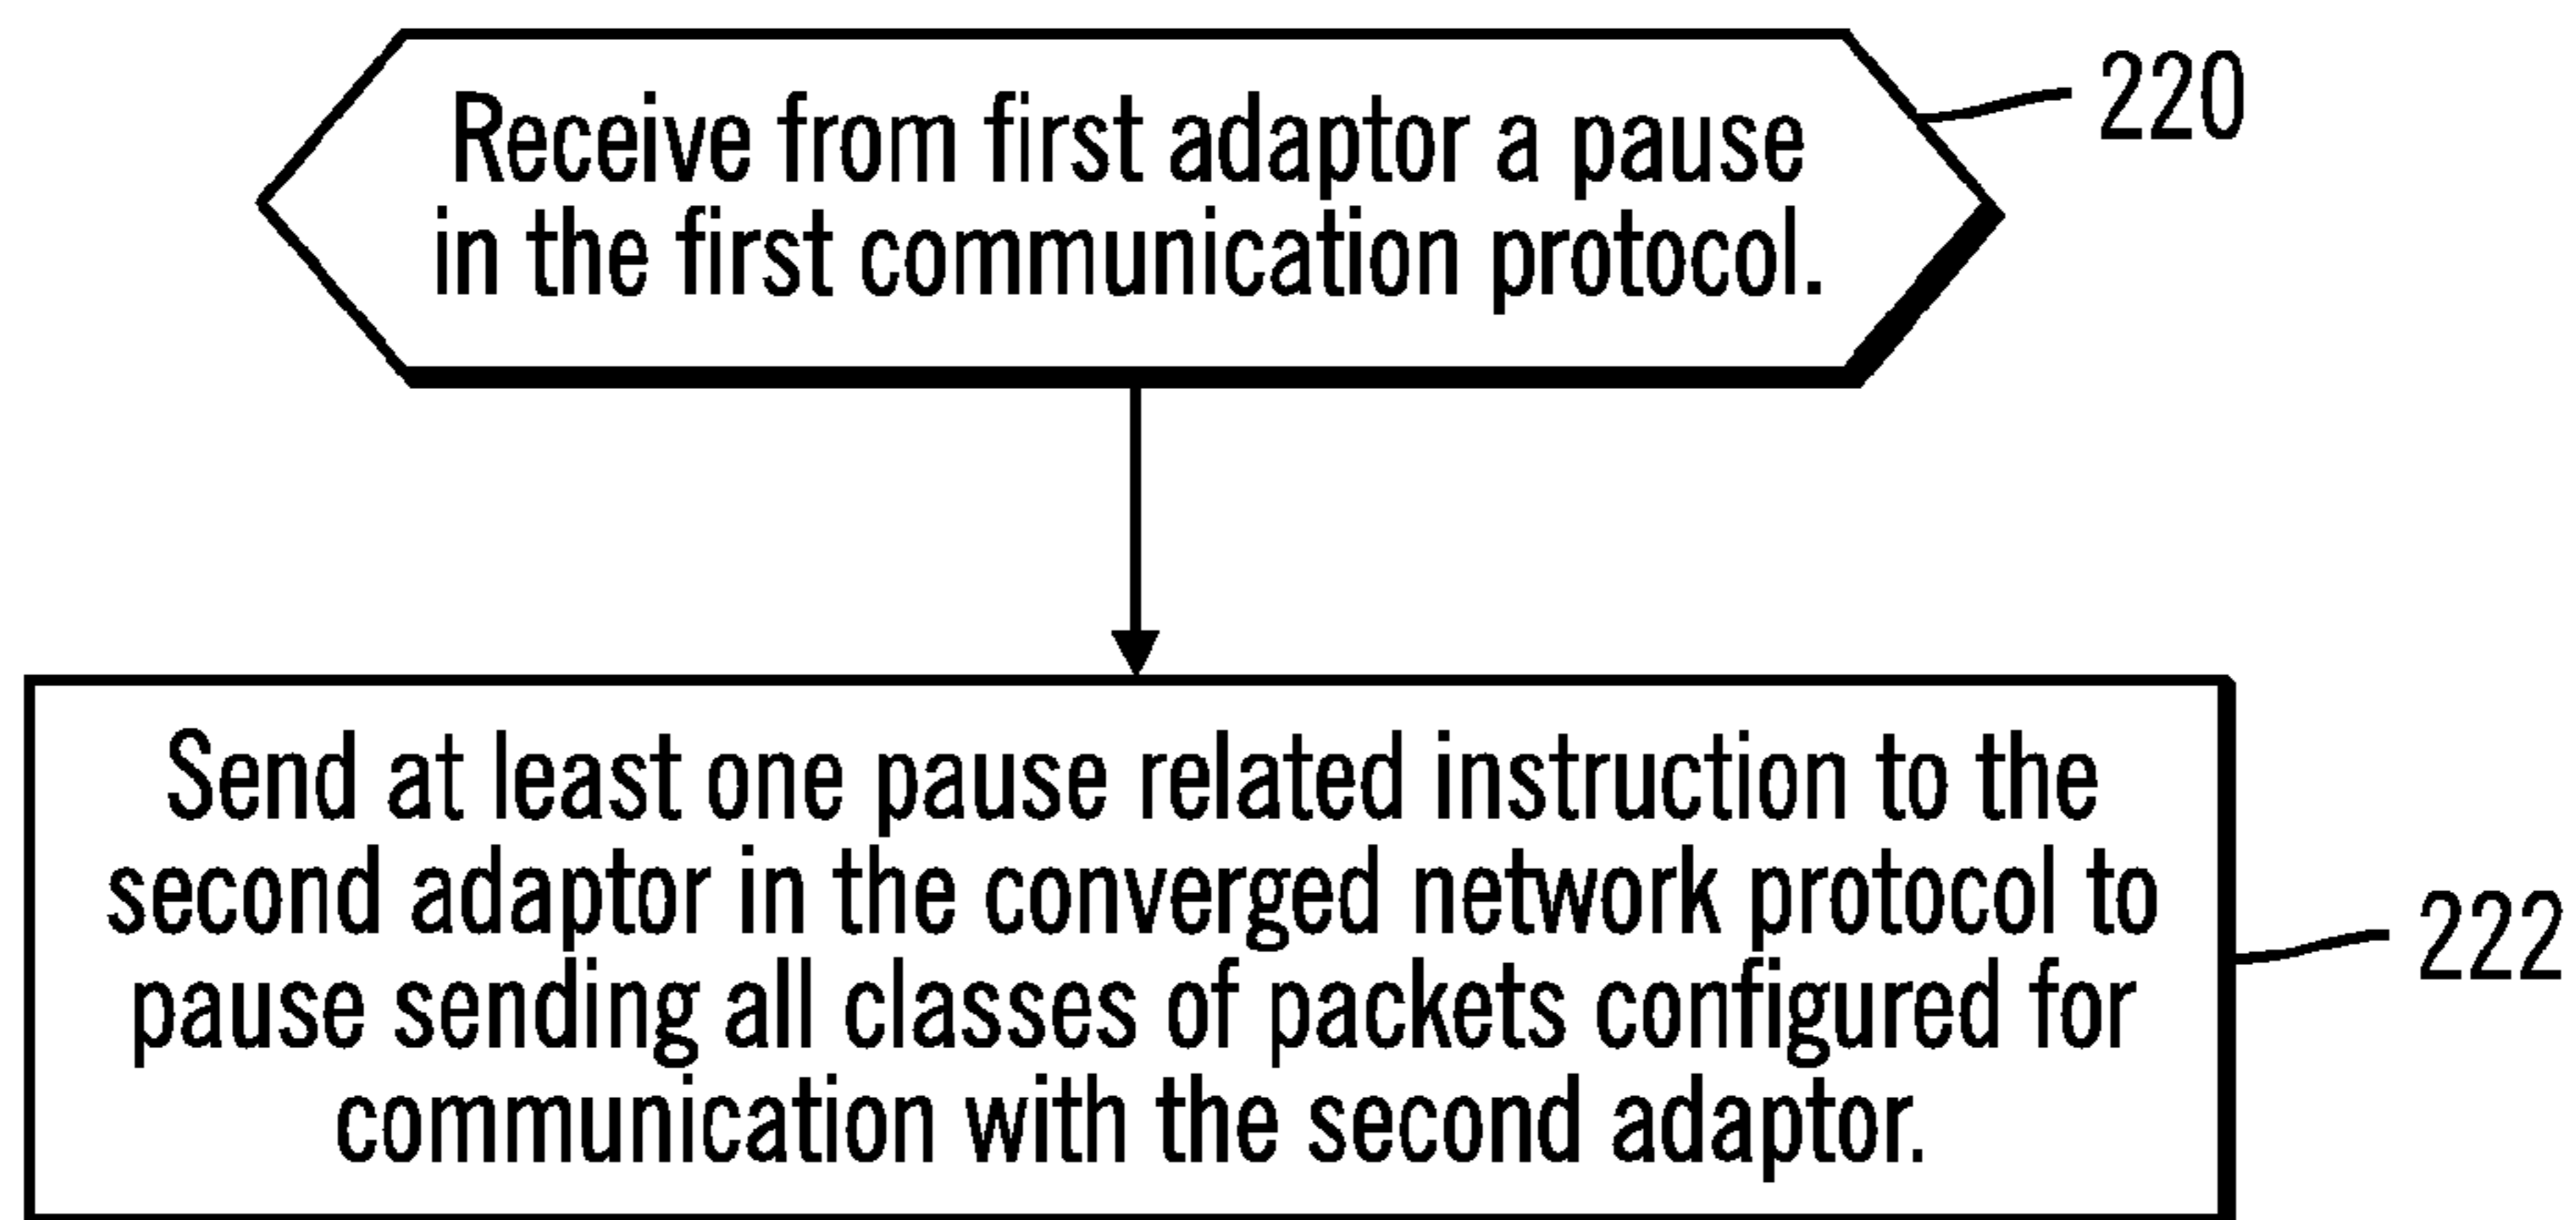 Receive from first adaptor a pause
in the first communication protocol.
220
Send at least one pause related instruction to the
second adaptor in the converged network protocol to
pause sending all classes of packets configured for
communication with the second adaptor.
222